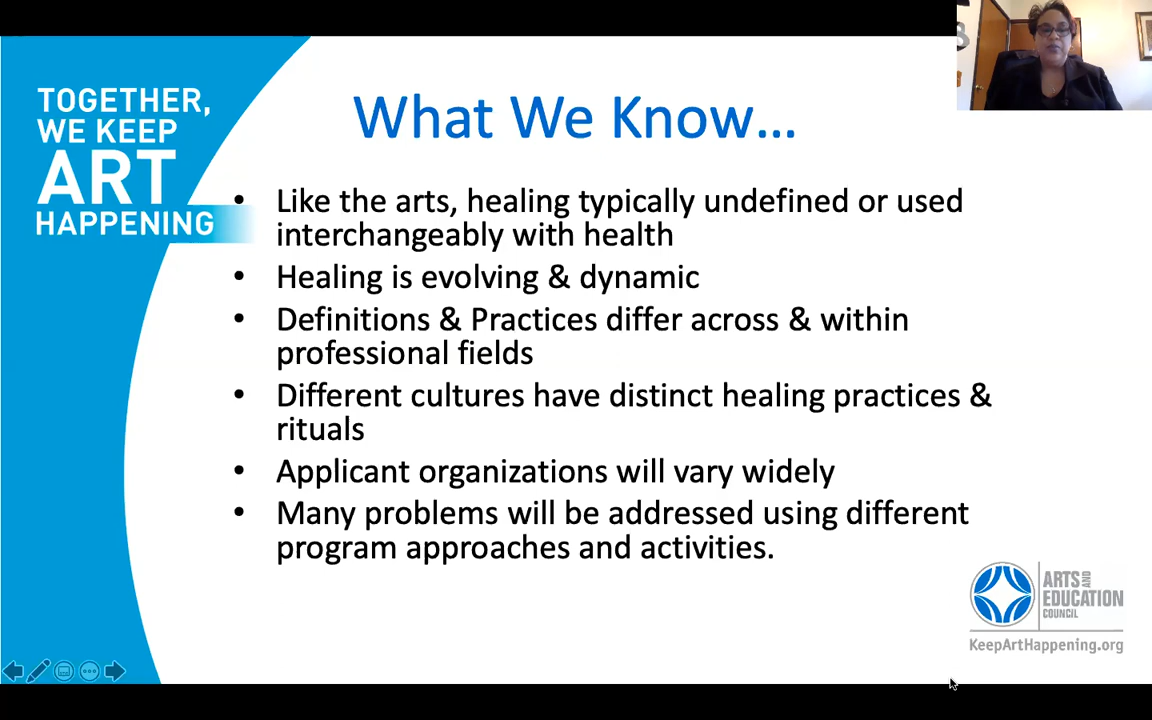 TOGETHER,
WE KEEP
ART
HAPPENING
What We Know...
• Like the arts, healing typically undefined or used
interchangeably with health
• Healing is evolving & dynamic
• Definitions & Practices differ across & within
professional fields
• Different cultures have distinct healing practices &
rituals
• Applicant organizations will vary widely
• Many problems will be addressed using different
program approaches and activities.
ARTS AND
EDUCATION
COUNCIL
KeepArtHappening.org